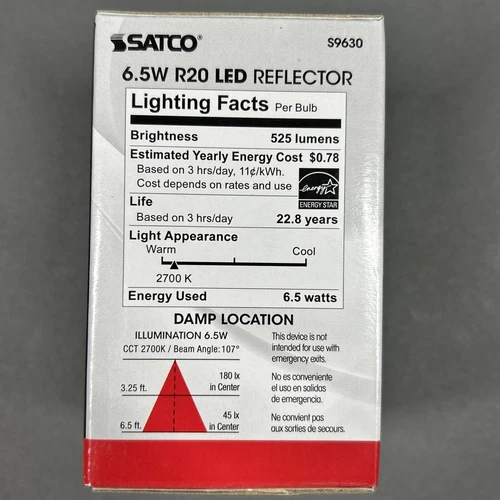 SATCO® S9630
6.5W R20 LED REFLECTOR
Lighting Facts Per Bulb
Brightness 525 lumens
Estimated Yearly Energy Cost $0.78
Based on 3 hrs/day, 11¢/kWh.
Cost depends on rates and use
energy
ENERGY STAR
Life
Based on 3 hrs/day 22.8 years
Light Appearance
Warm Cool
2700 K
Energy Used 6.5 watts
DAMP LOCATION
ILLUMINATION 6.5W
CCT 2700K / Beam Angle: 107°
3.25 ft. 180 lx
in Center
6.5 ft. 45 lx
in Center
This device is not
intended for use with
emergency exits.
No es conveniente
el uso en salidas
de emergencia.
Ne convient pas
aux sorties de secours.